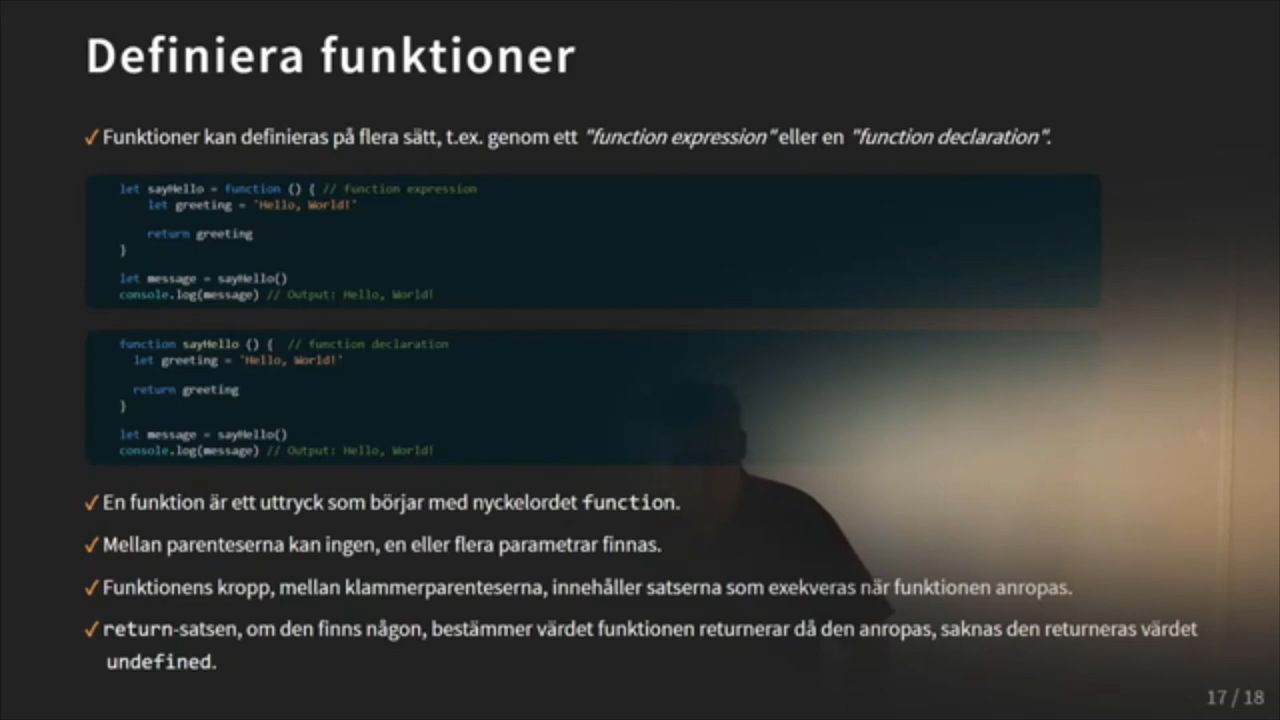 Definiera funktioner
✓ Funktioner kan definieras på flera sätt, t.ex. genom ett "function expression" eller en "function declaration".
let sayHello = function () { // function expression
let greeting = 'Hello, World!'
return greeting
}
let message = sayHello()
console.log(message) // Output: Hello, World!
function sayHello () {  // function declaration
let greeting = 'Hello, World!'
return greeting
}
let message = sayHello()
console.log(message) // Output: Hello, World!
✓ En funktion är ett uttryck som börjar med nyckelordet function.
✓ Mellan parenteserna kan ingen, en eller flera parametrar finnas.
✓ Funktionens kropp, mellan klammerparenteserna, innehåller satserna som exekveras när funktionen anropas.
✓ return-satsen, om den finns någon, bestämmer värdet funktionen returnerar då den anropas, saknas den returneras värdet
undefined.
17 / 18